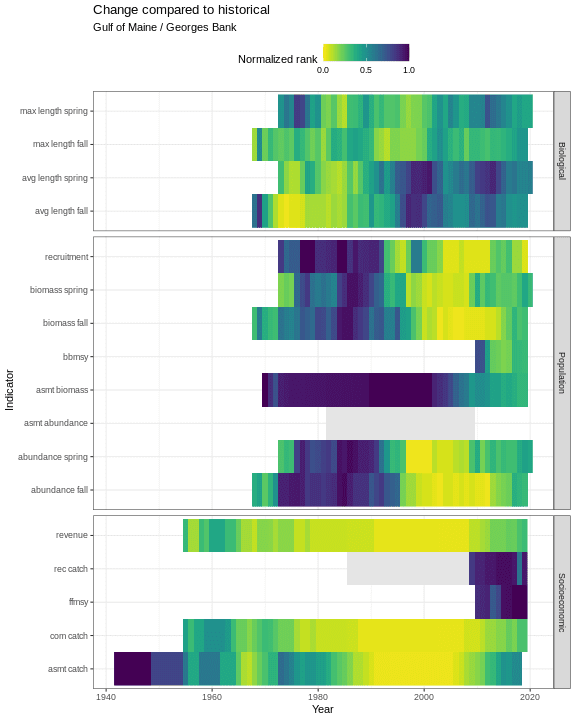 Change compared to historical
Gulf of Maine / Georges Bank
Normalized rank
0.0 0.5 1.0
max length spring
max length fall
avg length spring
avg length fall
Biological
recruitment
biomass spring
biomass fall
bbmsy
asmt biomass
asmt abundance
abundance spring
abundance fall
Population
revenue
rec catch
ffmsy
com catch
asmt catch
Socioeconomic
Indicator
1940 1960 1980 2000 2020
Year